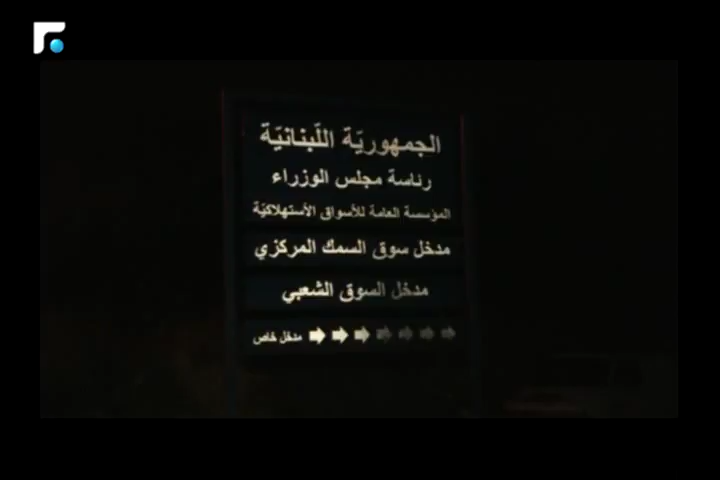 الجمهوريّة اللّبنانيّة
رئاسة مجلس الوزراء
المؤسسة العامة للأسواق الأستهلاكيّة
مدخل سوق السمك المركزي
مدخل السوق الشعبي
مدخل خاص